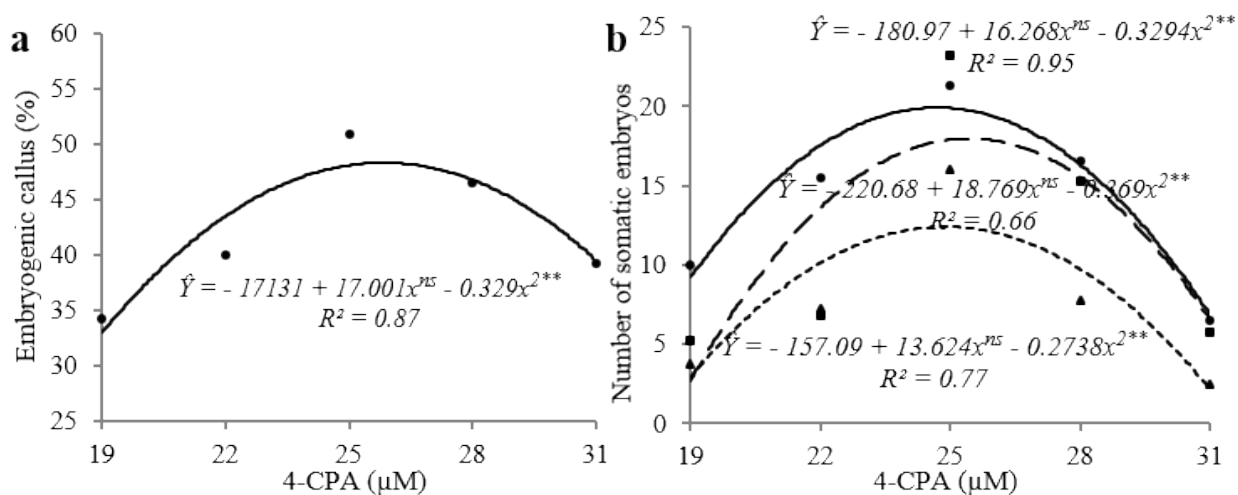 a
Embryogenic callus (%)
60
55
50
45
40
35
30
25
Ŷ = - 17131 + 17.001x^ns - 0.329x^2**
R² = 0.87
19 22 25 28 31
4-CPA (µM)
b
Number of somatic embryos
25
20
15
10
5
0
Ŷ = - 180.97 + 16.268x^ns - 0.3294x^2**
R² = 0.95
Ŷ = - 220.68 + 18.769x^ns - 0.369x^2**
R² = 0.66
Ŷ = - 157.09 + 13.624x^ns - 0.2738x^2**
R² = 0.77
19 22 25 28 31
4-CPA (µM)